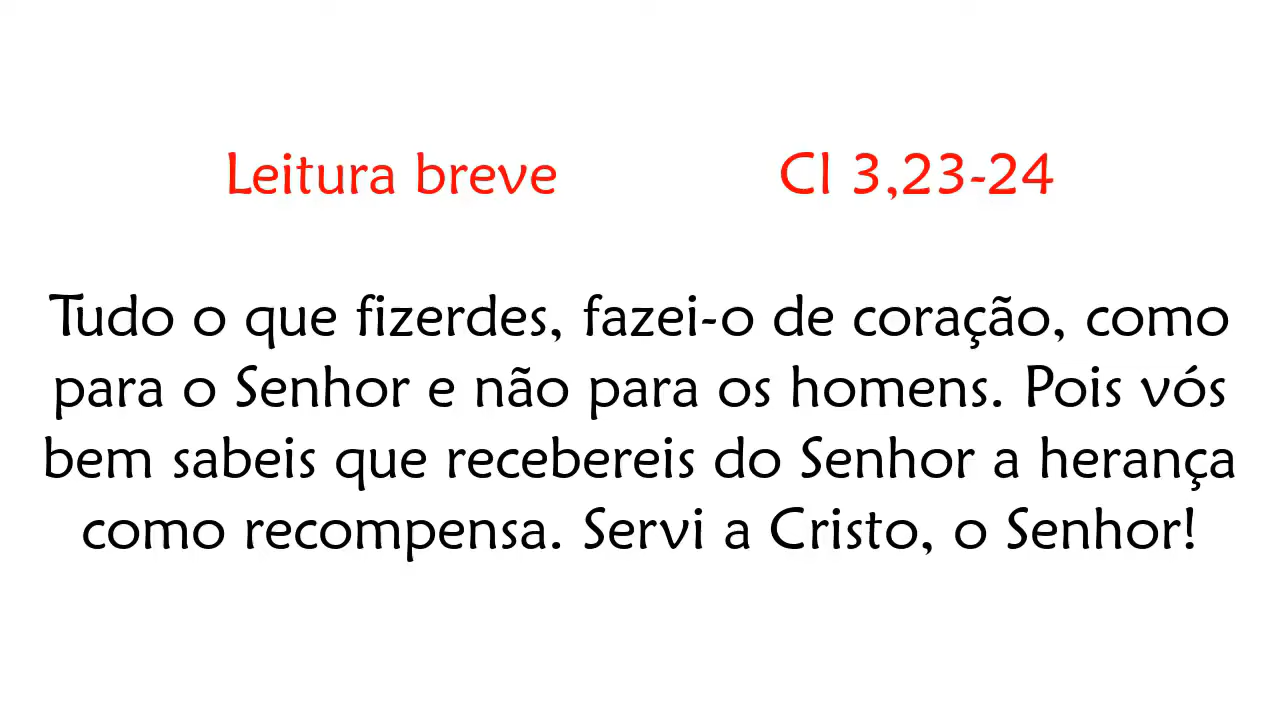 Leitura breve Cl 3,23-24
Tudo o que fizerdes, fazei-o de coração, como
para o Senhor e não para os homens. Pois vós
bem sabeis que recebereis do Senhor a herança
como recompensa. Servi a Cristo, o Senhor!